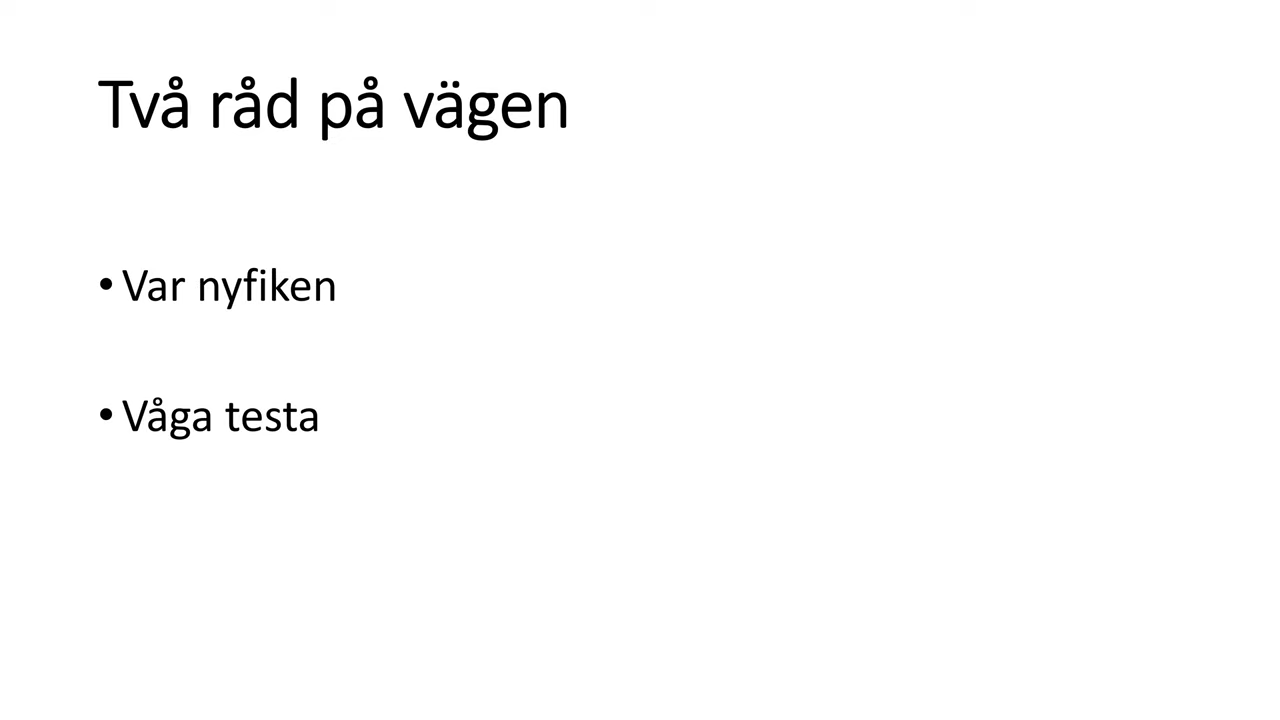 Två råd på vägen
• Var nyfiken
• Våga testa